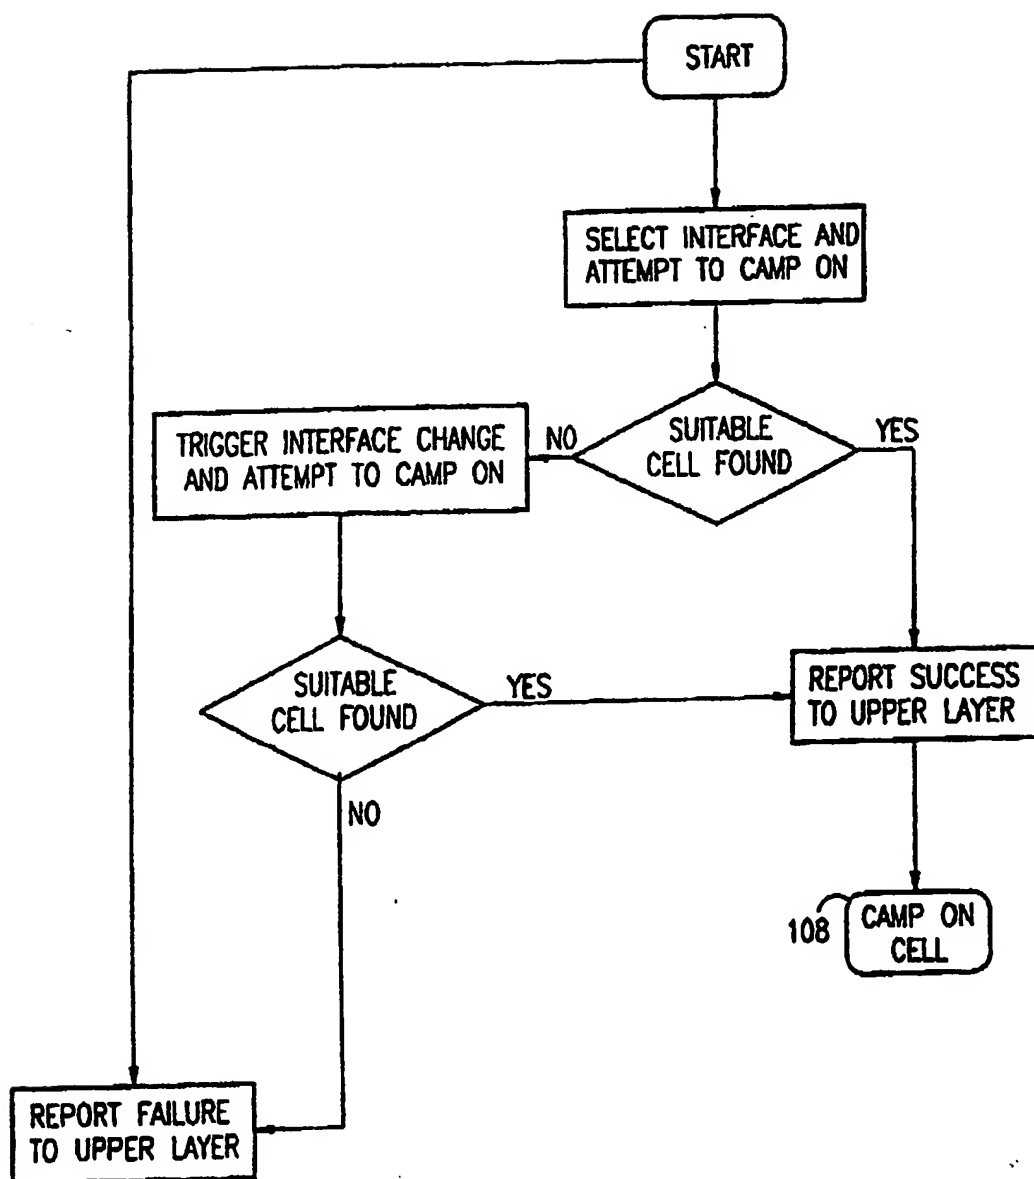 START
SELECT INTERFACE AND
ATTEMPT TO CAMP ON
SUITABLE
CELL FOUND
NO
YES
TRIGGER INTERFACE CHANGE
AND ATTEMPT TO CAMP ON
SUITABLE
CELL FOUND
YES
NO
REPORT SUCCESS
TO UPPER LAYER
108
CAMP ON
CELL
REPORT FAILURE
TO UPPER LAYER